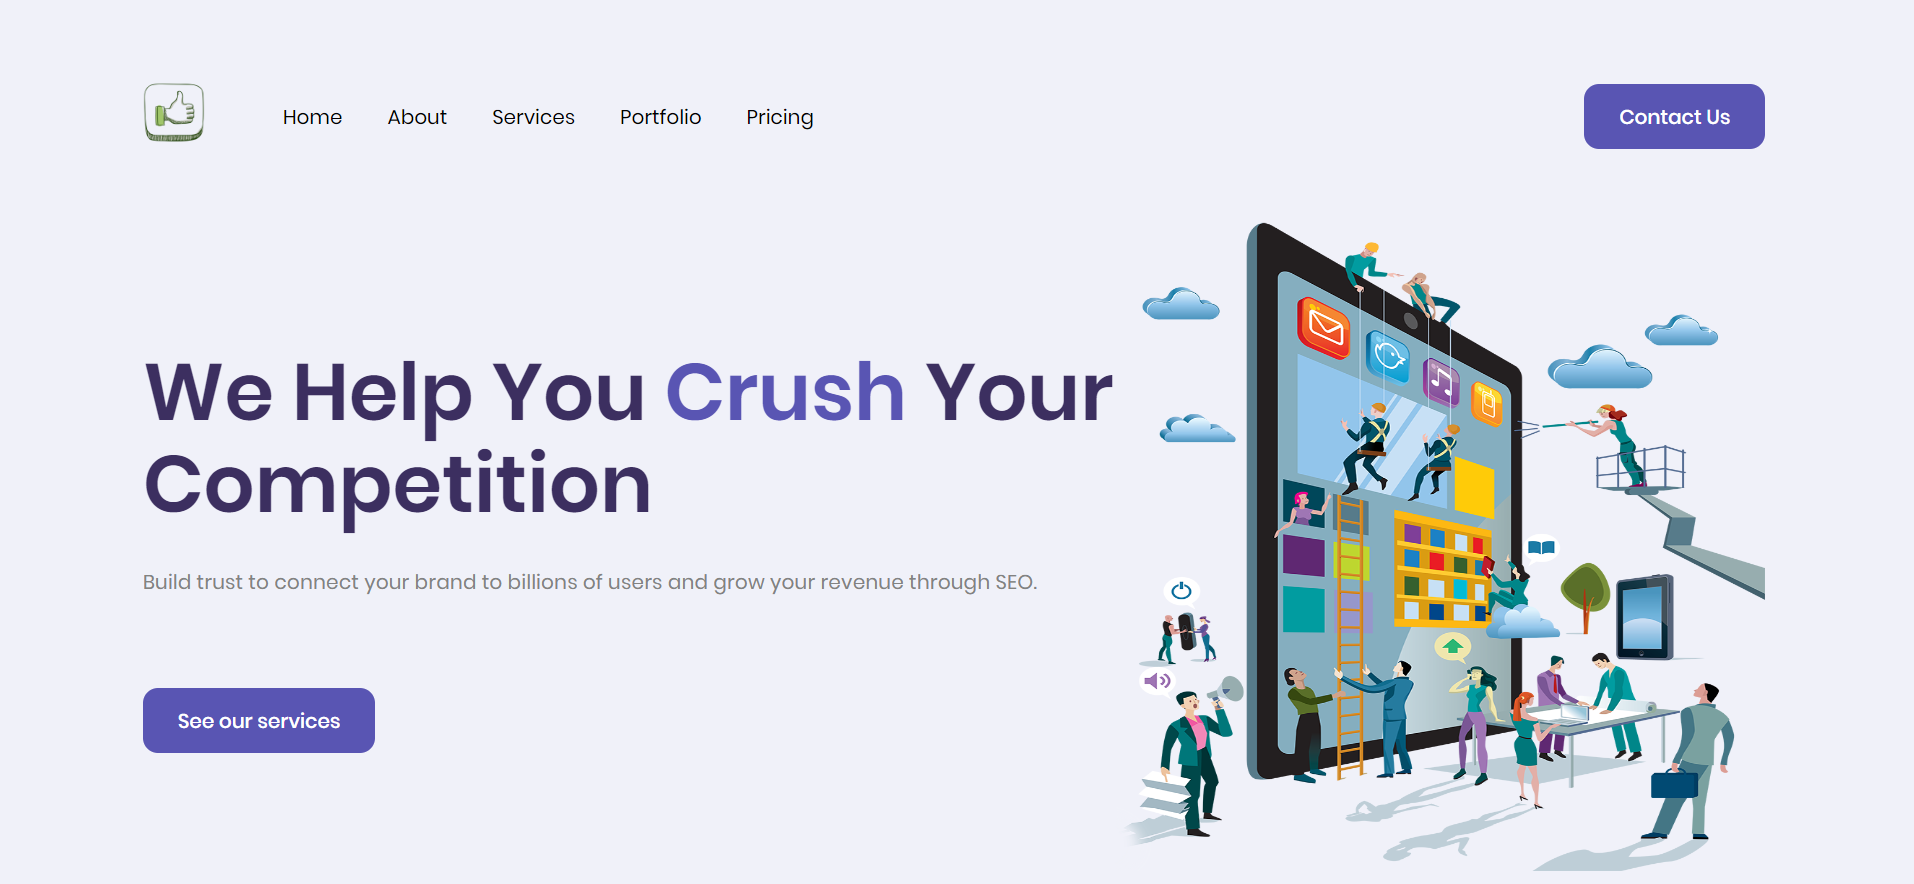 Home
About
Services
Portfolio
Pricing
Contact Us
We Help You Crush Your
Competition
Build trust to connect your brand to billions of users and grow your revenue through SEO.
See our services